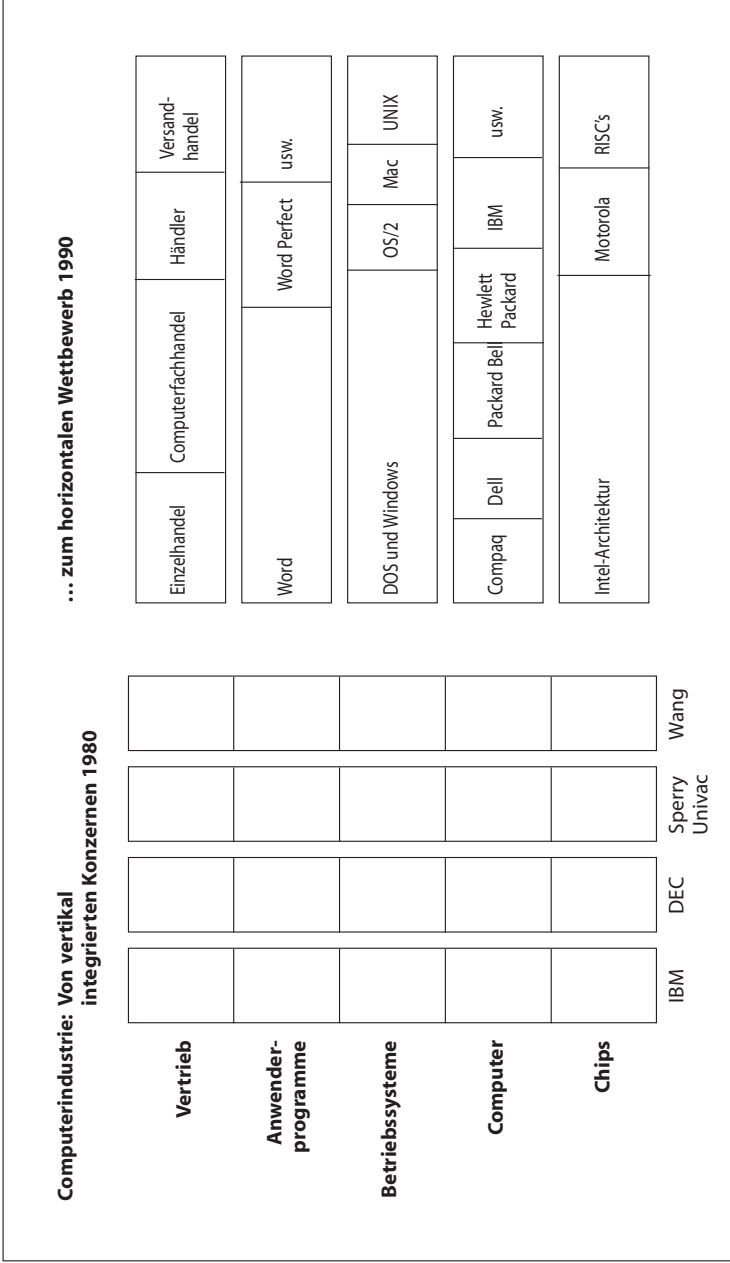 Computerindustrie: Von vertikal
integrierten Konzernen 1980
… zum horizontalen Wettbewerb 1990
Vertrieb
Einzelhandel
Computerfachhandel
Händler
Versand-
handel
Anwender-
programme
Word
Word Perfect
usw.
Betriebssysteme
DOS und Windows
OS/2
Mac
UNIX
Computer
Compaq
Dell
Packard Bell
Hewlett
Packard
IBM
usw.
Chips
Intel-Architektur
Motorola
RISC's
IBM
DEC
Sperry
Univac
Wang